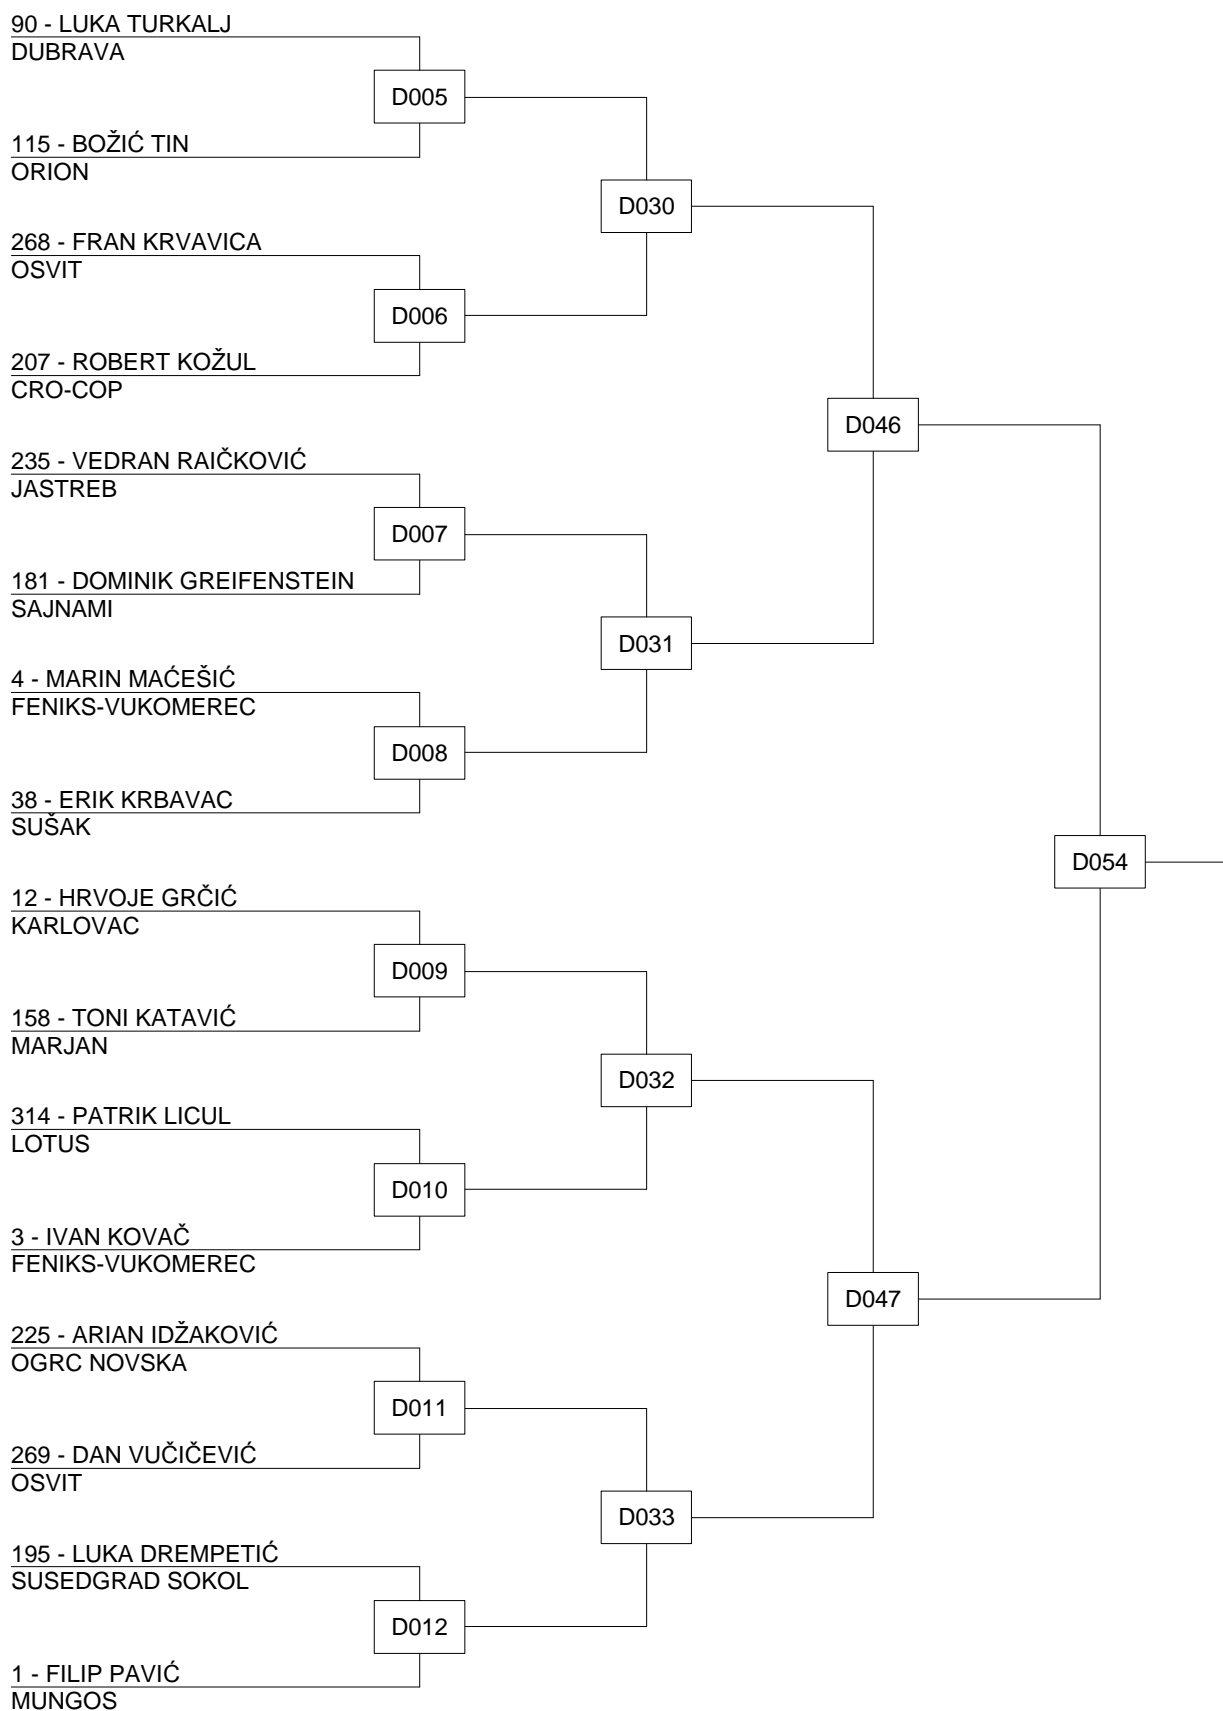 90 - LUKA TURKALJ
DUBRAVA
D005
115 - BOŽIĆ TIN
ORION
D030
268 - FRAN KRVAVICA
OSVIT
D006
207 - ROBERT KOŽUL
CRO-COP
D046
235 - VEDRAN RAIČKOVIĆ
JASTREB
D007
181 - DOMINIK GREIFENSTEIN
SAJNAMI
D031
4 - MARIN MAĆEŠIĆ
FENIKS-VUKOMEREC
D008
38 - ERIK KRBAVAC
SUŠAK
D054
12 - HRVOJE GRČIĆ
KARLOVAC
D009
158 - TONI KATAVIĆ
MARJAN
D032
314 - PATRIK LICUL
LOTUS
D010
3 - IVAN KOVAČ
FENIKS-VUKOMEREC
D047
225 - ARIAN IDŽAKOVIĆ
OGRC NOVSKA
D011
269 - DAN VUČIČEVIĆ
OSVIT
D033
195 - LUKA DREMPETIĆ
SUSEDGRAD SOKOL
D012
1 - FILIP PAVIĆ
MUNGOS